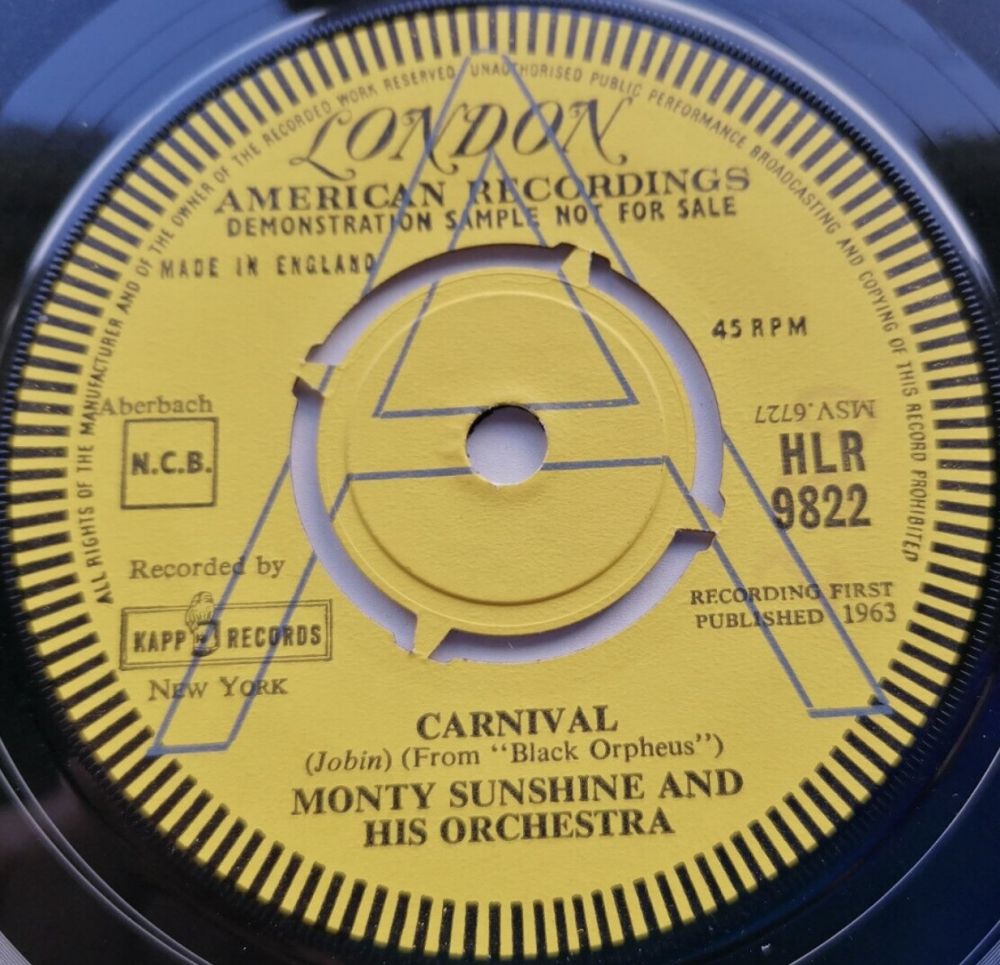 ALL RIGHTS OF THE MANUFACTURER AND OF THE OWNER OF THE RECORDED WORK RESERVED. UNAUTHORISED PUBLIC PERFORMANCE BROADCASTING AND COPYING OF THIS RECORD PROHIBITED
LONDON
AMERICAN RECORDINGS
DEMONSTRATION SAMPLE NOT FOR SALE
MADE IN ENGLAND
A
45 RPM
Aberbach
N.C.B.
MSV.6727
HLR
9822
Recorded by
KAPP RECORDS
NEW YORK
RECORDING FIRST
PUBLISHED 1963
CARNIVAL
(Jobin) (From "Black Orpheus")
MONTY SUNSHINE AND
HIS ORCHESTRA